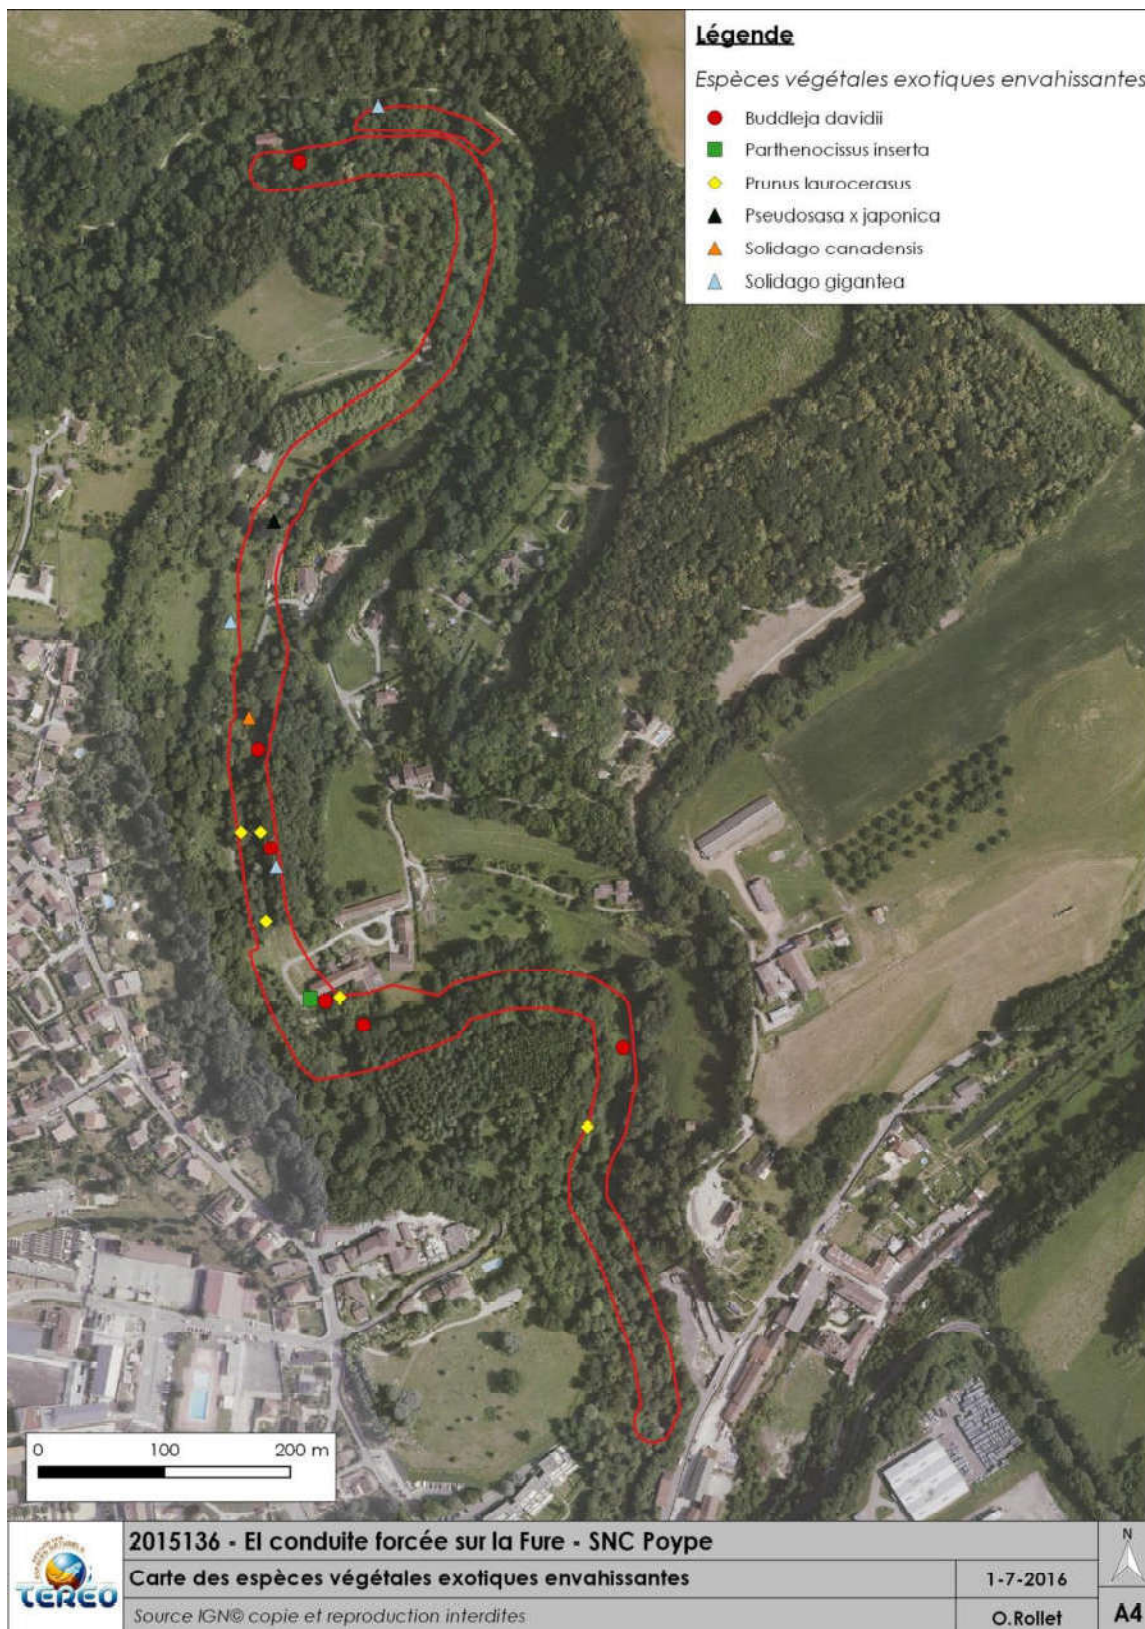 Légende
Espèces végétales exotiques envahissantes
Buddleja davidii
Parthenocissus inserta
Prunus laurocerasus
Pseudosasa x japonica
Solidago canadensis
Solidago gigantea
0 100 200 m
2015136 - EI conduite forcée sur la Fure - SNC Poype
Carte des espèces végétales exotiques envahissantes
1-7-2016
Source IGN© copie et reproduction interdites
O.Rollet
N
A4
TEREO